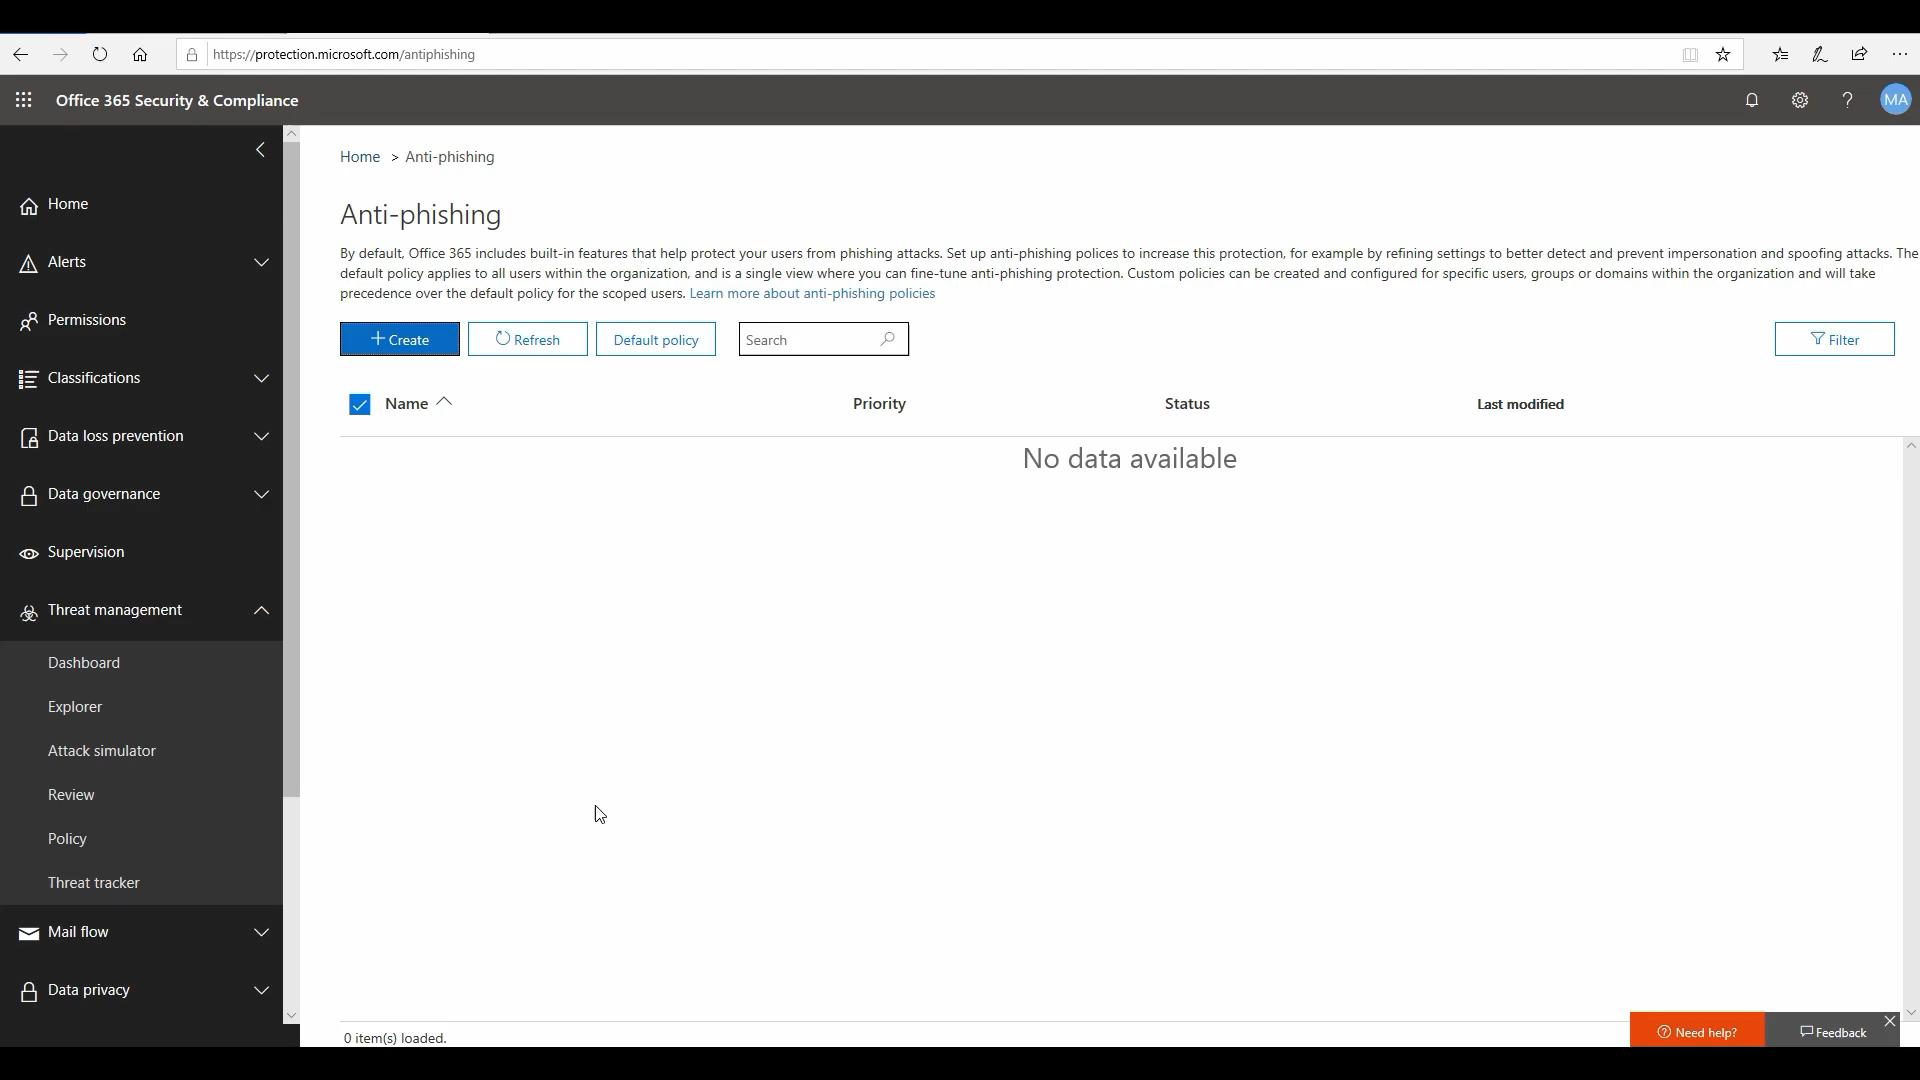 https://protection.microsoft.com/antiphishing
Office 365 Security & Compliance
MA
Home
Alerts
Permissions
Classifications
Data loss prevention
Data governance
Supervision
Threat management
Dashboard
Explorer
Attack simulator
Review
Policy
Threat tracker
Mail flow
Data privacy
Home > Anti-phishing
Anti-phishing
By default, Office 365 includes built-in features that help protect your users from phishing attacks. Set up anti-phishing polices to increase this protection, for example by refining settings to better detect and prevent impersonation and spoofing attacks. The
default policy applies to all users within the organization, and is a single view where you can fine-tune anti-phishing protection. Custom policies can be created and configured for specific users, groups or domains within the organization and will take
precedence over the default policy for the scoped users. Learn more about anti-phishing policies
Create Refresh Default policy Search Filter
Name Priority Status Last modified
No data available
0 item(s) loaded.
Need help? Feedback